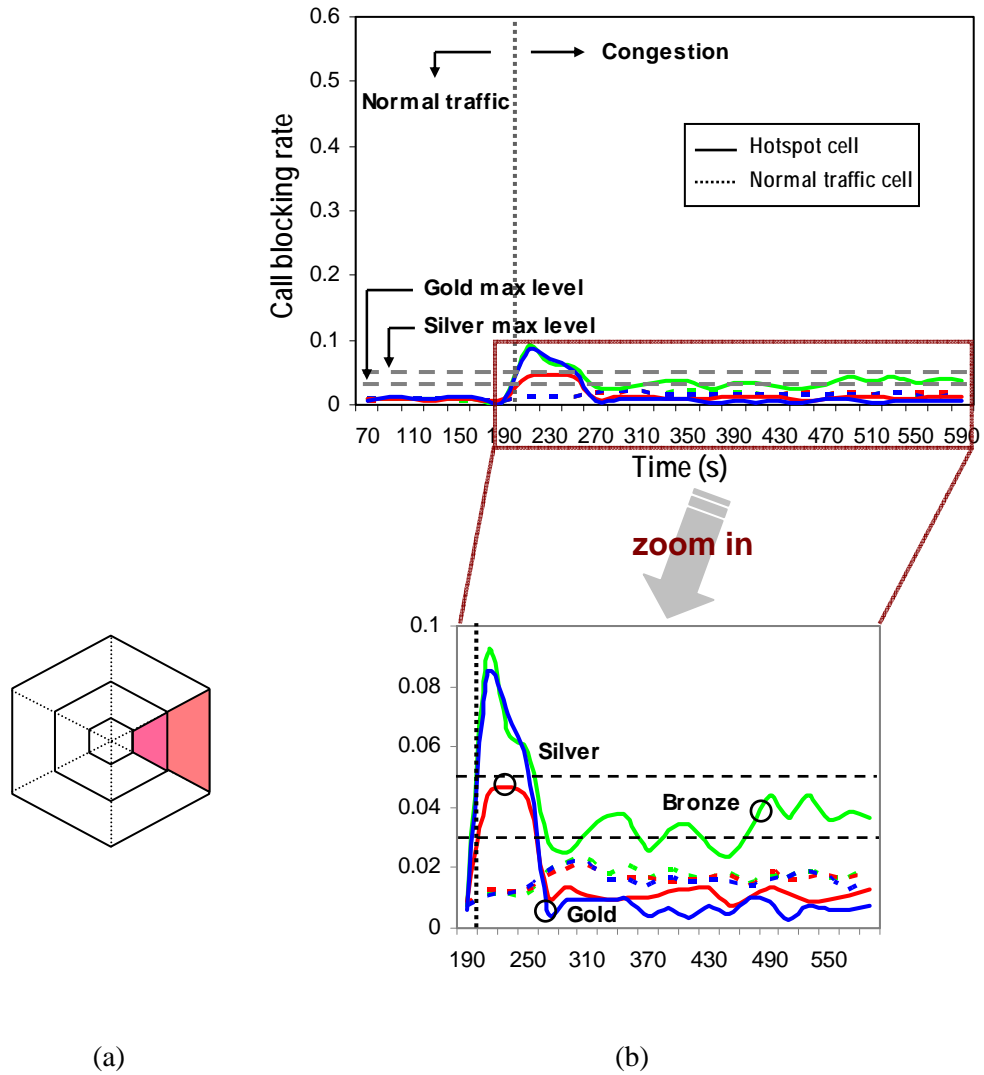 0.6
0.5
0.4
0.3
0.2
0.1
0
Call blocking rate
Congestion
Normal traffic
Hotspot cell
Normal traffic cell
Gold max level
Silver max level
70 110 150 190 230 270 310 350 390 430 470 510 550 590
Time (s)
zoom in
0.1
0.08
0.06
0.04
0.02
0
Silver
Bronze
Gold
190 250 310 370 430 490 550
(a) (b)